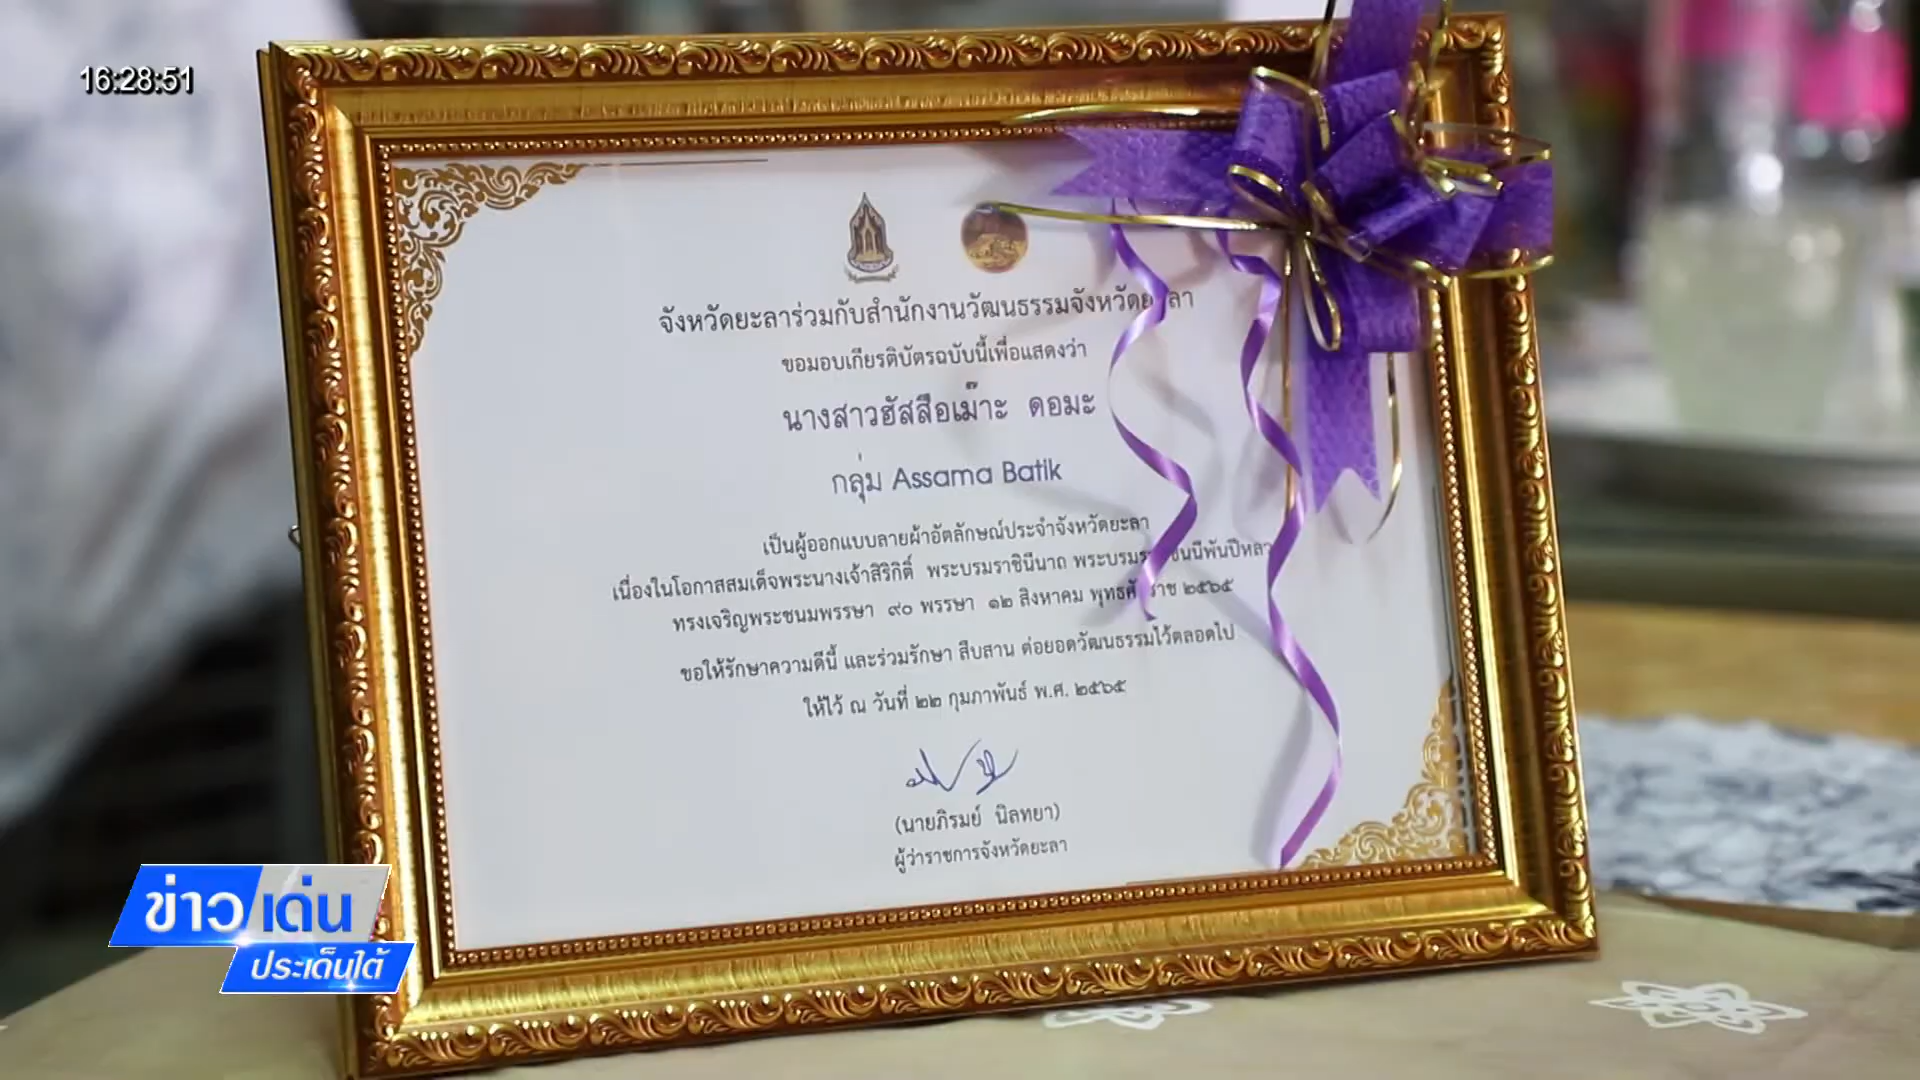 16:28:51
จังหวัดยะลาร่วมกับสำนักงานวัฒนธรรมจังหวัดยะลา
ขอมอบเกียรติบัตรฉบับนี้เพื่อแสดงว่า
นางสาวฮัสสือเม๊าะ ดอมะ
กลุ่ม Assama Batik
เป็นผู้ออกแบบลายผ้าอัตลักษณ์ประจำจังหวัดยะลา
เนื่องในโอกาสสมเด็จพระนางเจ้าสิริกิติ์ พระบรมราชินีนาถ พระบรมราชชนนีพันปีหลวง
ทรงเจริญพระชนมพรรษา ๙๐ พรรษา ๑๒ สิงหาคม พุทธศักราช ๒๕๖๕
ขอให้รักษาความดีนี้ และร่วมรักษา สืบสาน ต่อยอดวัฒนธรรมไว้ตลอดไป
ให้ไว้ ณ วันที่ ๒๒ กุมภาพันธ์ พ.ศ. ๒๕๖๕
(นายภิรมย์ นิลทยา)
ผู้ว่าราชการจังหวัดยะลา
ข่าวเด่น
ประเด็นใต้